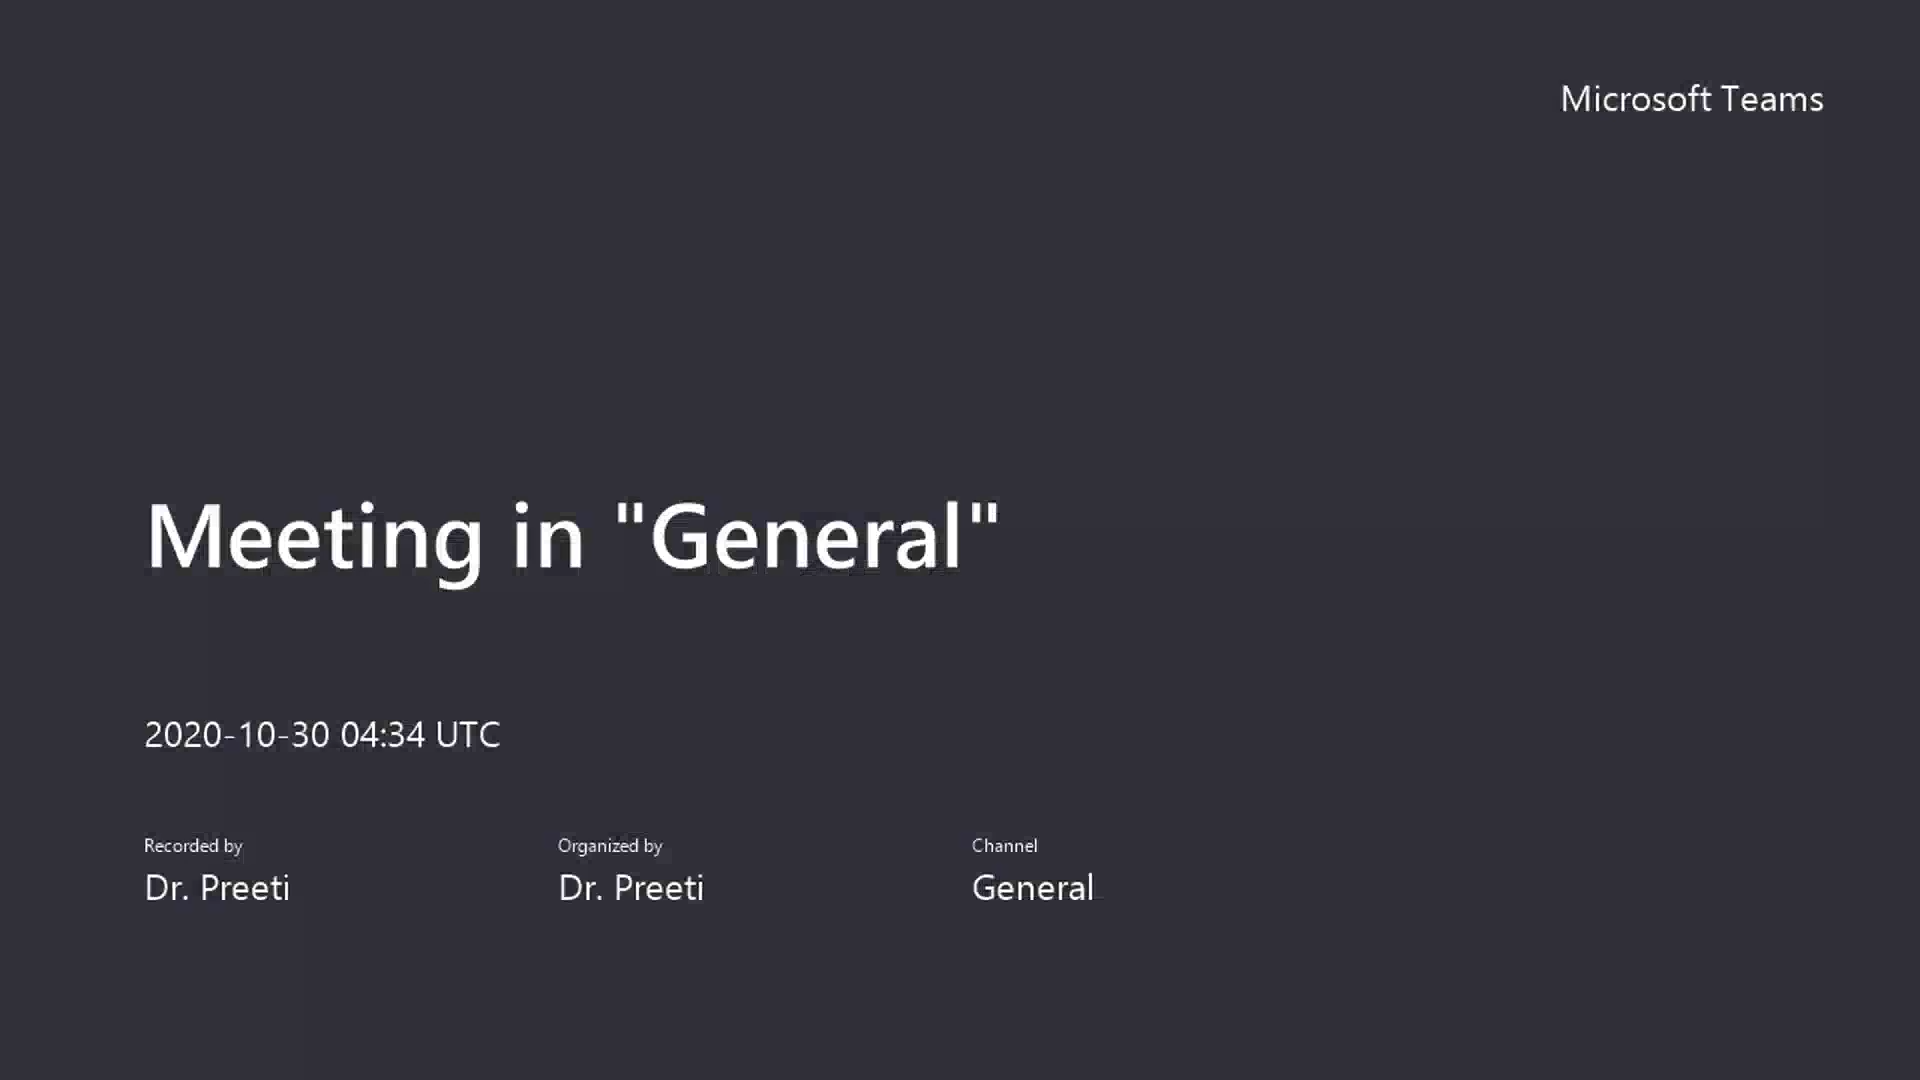 Microsoft Teams
Meeting in "General"
2020-10-30 04:34 UTC
Recorded by
Dr. Preeti
Organized by
Dr. Preeti
Channel
General